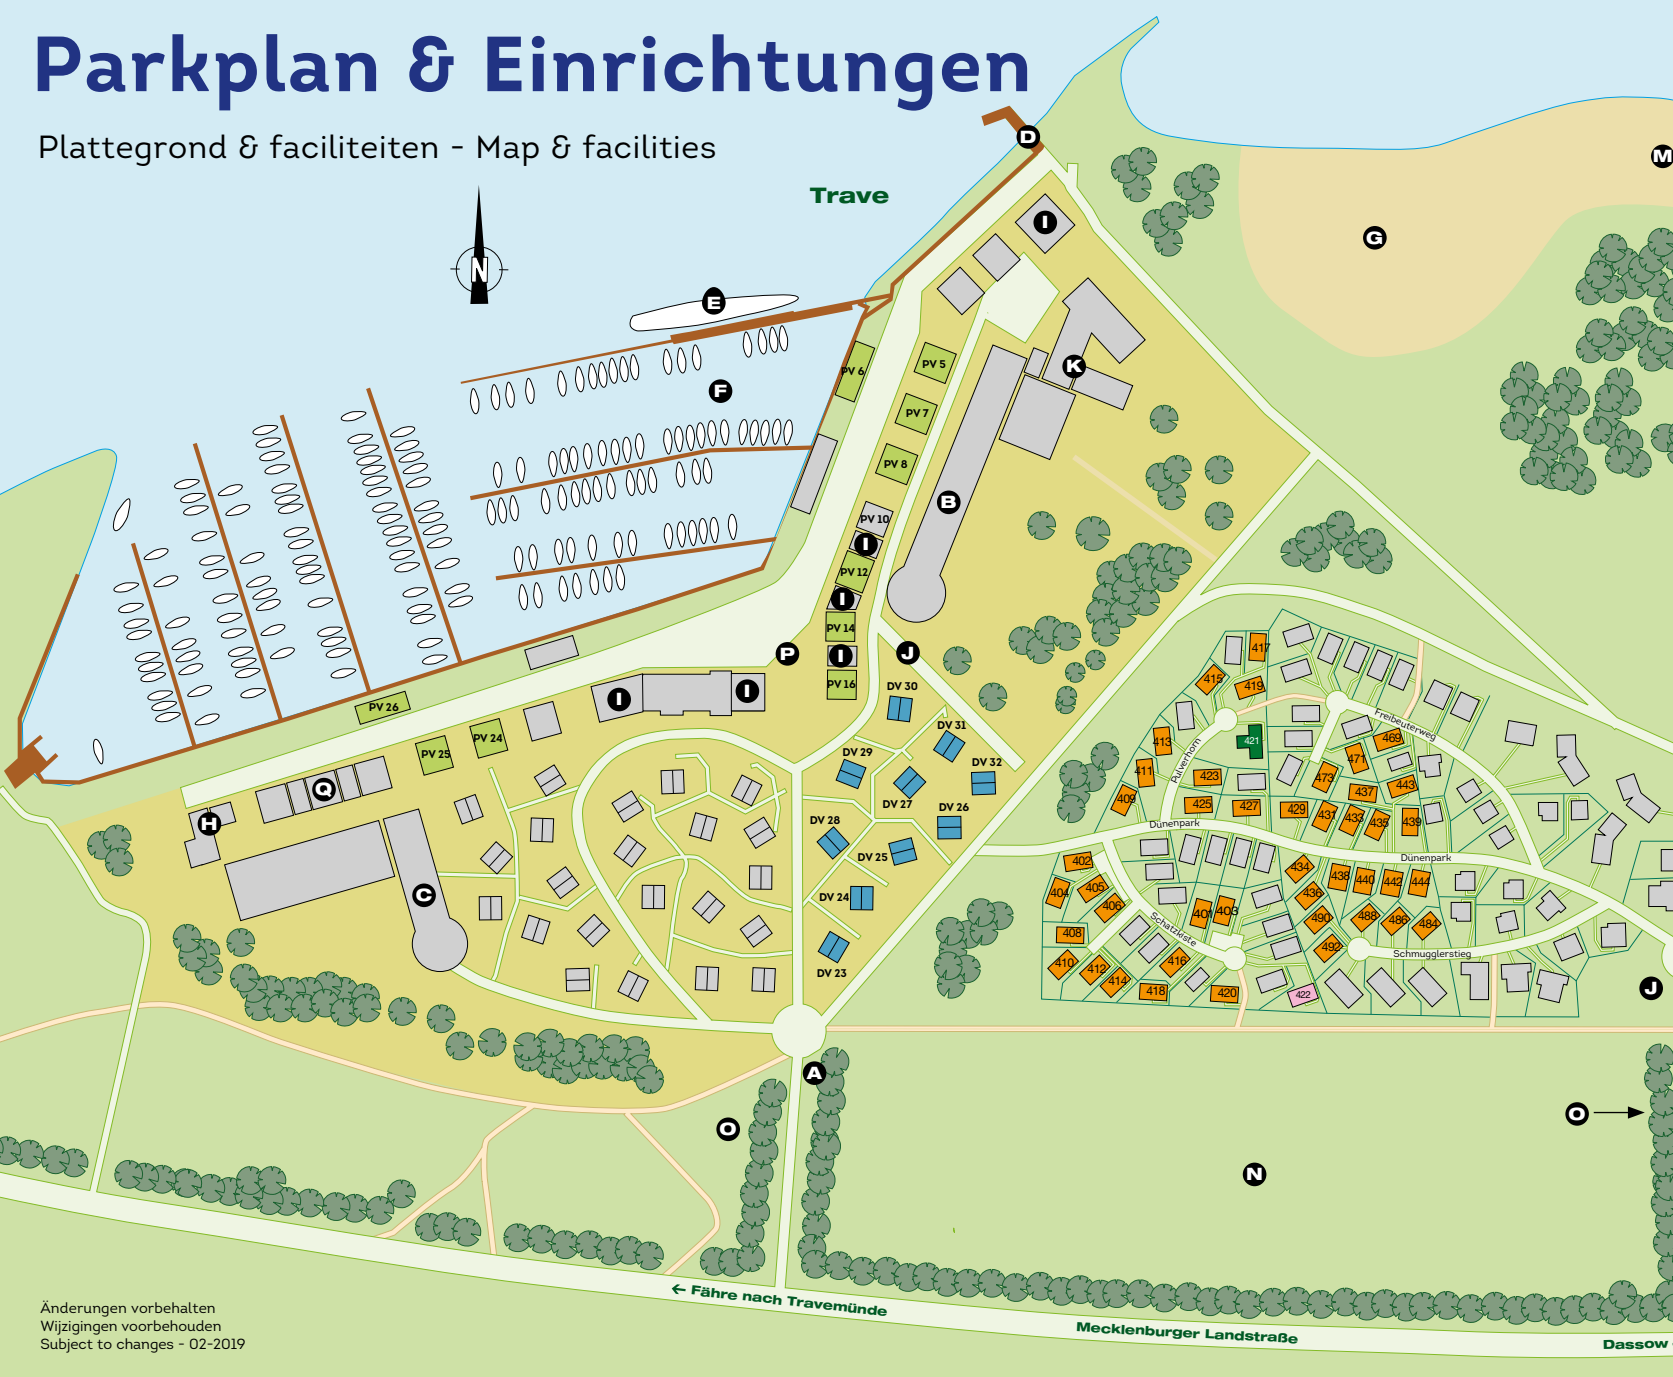 Parkplan & Einrichtungen
Plattegrond & faciliteiten - Map & facilities
Trave
N
D
M
G
I
E
F
K
PV 6
PV 5
PV 7
PV 8
B
PV 10
I
PV 12
I
PV 14
I
PV 16
P
J
I
I
PV 26
PV 25
PV 24
Q
H
C
DV 30
DV 31
DV 29
DV 32
DV 27
DV 26
DV 28
DV 25
DV 24
DV 23
417
415
419
413
421
469
Freibeuterweg
Pulverhorn
411
423
471
473
443
409
425
427
429
437
431
433
435
439
Dünenpark
Dünenpark
402
434
404
405
406
436
438
440
442
444
401
403
408
Schatzkiste
490
488
486
484
492
Schmugglerstieg
410
412
414
416
418
420
422
J
A
O
O
N
← Fähre nach Travemünde
Mecklenburger Landstraße
Dassow
Änderungen vorbehalten
Wijzigingen voorbehouden
Subject to changes - 02-2019